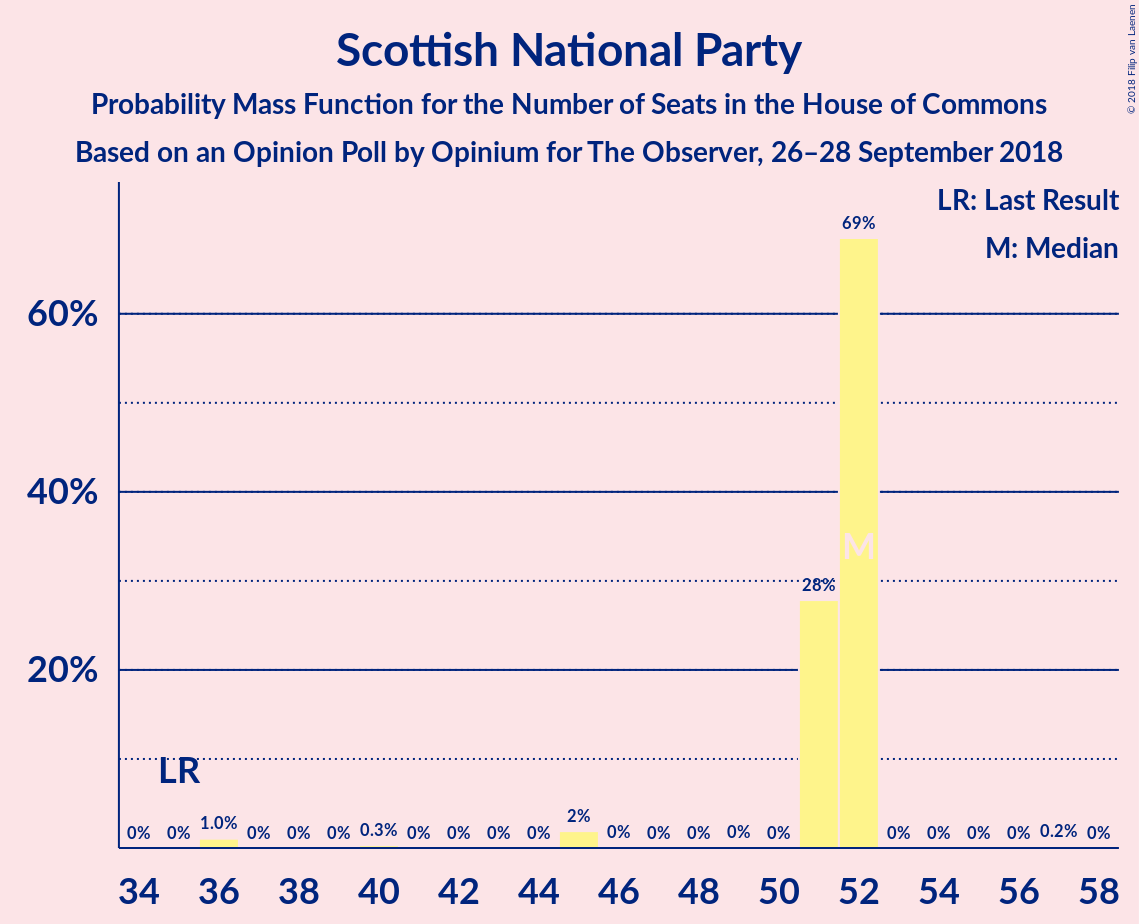 Scottish National Party
Probability Mass Function for the Number of Seats in the House of Commons
Based on an Opinion Poll by Opinium for The Observer, 26–28 September 2018
© 2018 Filip van Laenen
LR: Last Result
M: Median
69%
60%
40%
M
28%
20%
LR
0% 0% 1.0% 0% 0% 0% 0.3% 0% 0% 0% 0% 2% 0% 0% 0% 0% 0% 0% 0% 0% 0% 0.2% 0%
34 36 38 40 42 44 46 48 50 52 54 56 58